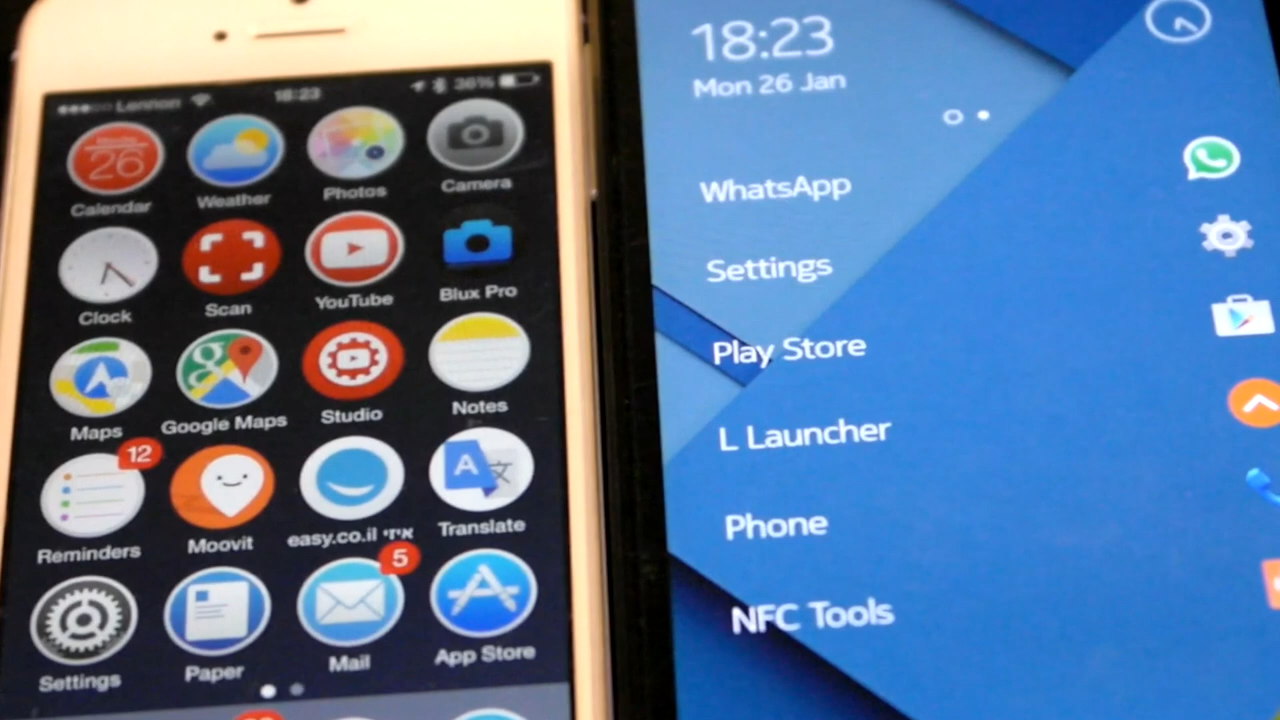 Lennon 18:23 36%
26
Calendar Weather Photos Camera
Clock Scan YouTube Blux Pro
Maps Google Maps Studio Notes
12
Reminders Moovit easy.co.il איזי Translate
5
Settings Paper Mail App Store
18:23
Mon 26 Jan
WhatsApp
Settings
Play Store
L Launcher
Phone
NFC Tools